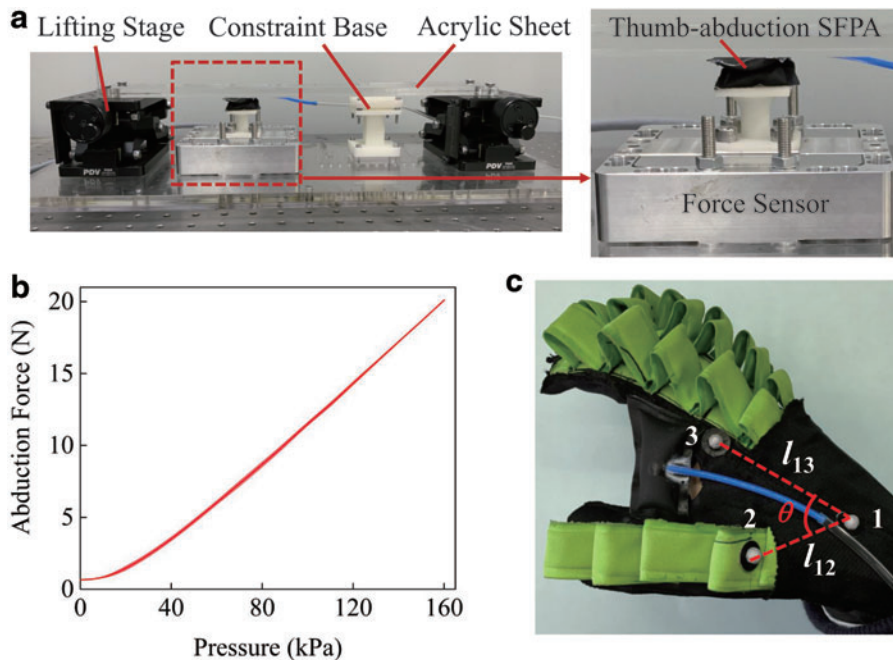 a
Lifting Stage
Constraint Base
Acrylic Sheet
Thumb-abduction SFPA
PDV
PDV
Force Sensor
b
Abduction Force (N)
20
15
10
5
0
0
40
80
120
160
Pressure (kPa)
c
3
l13
θ
1
2
l12